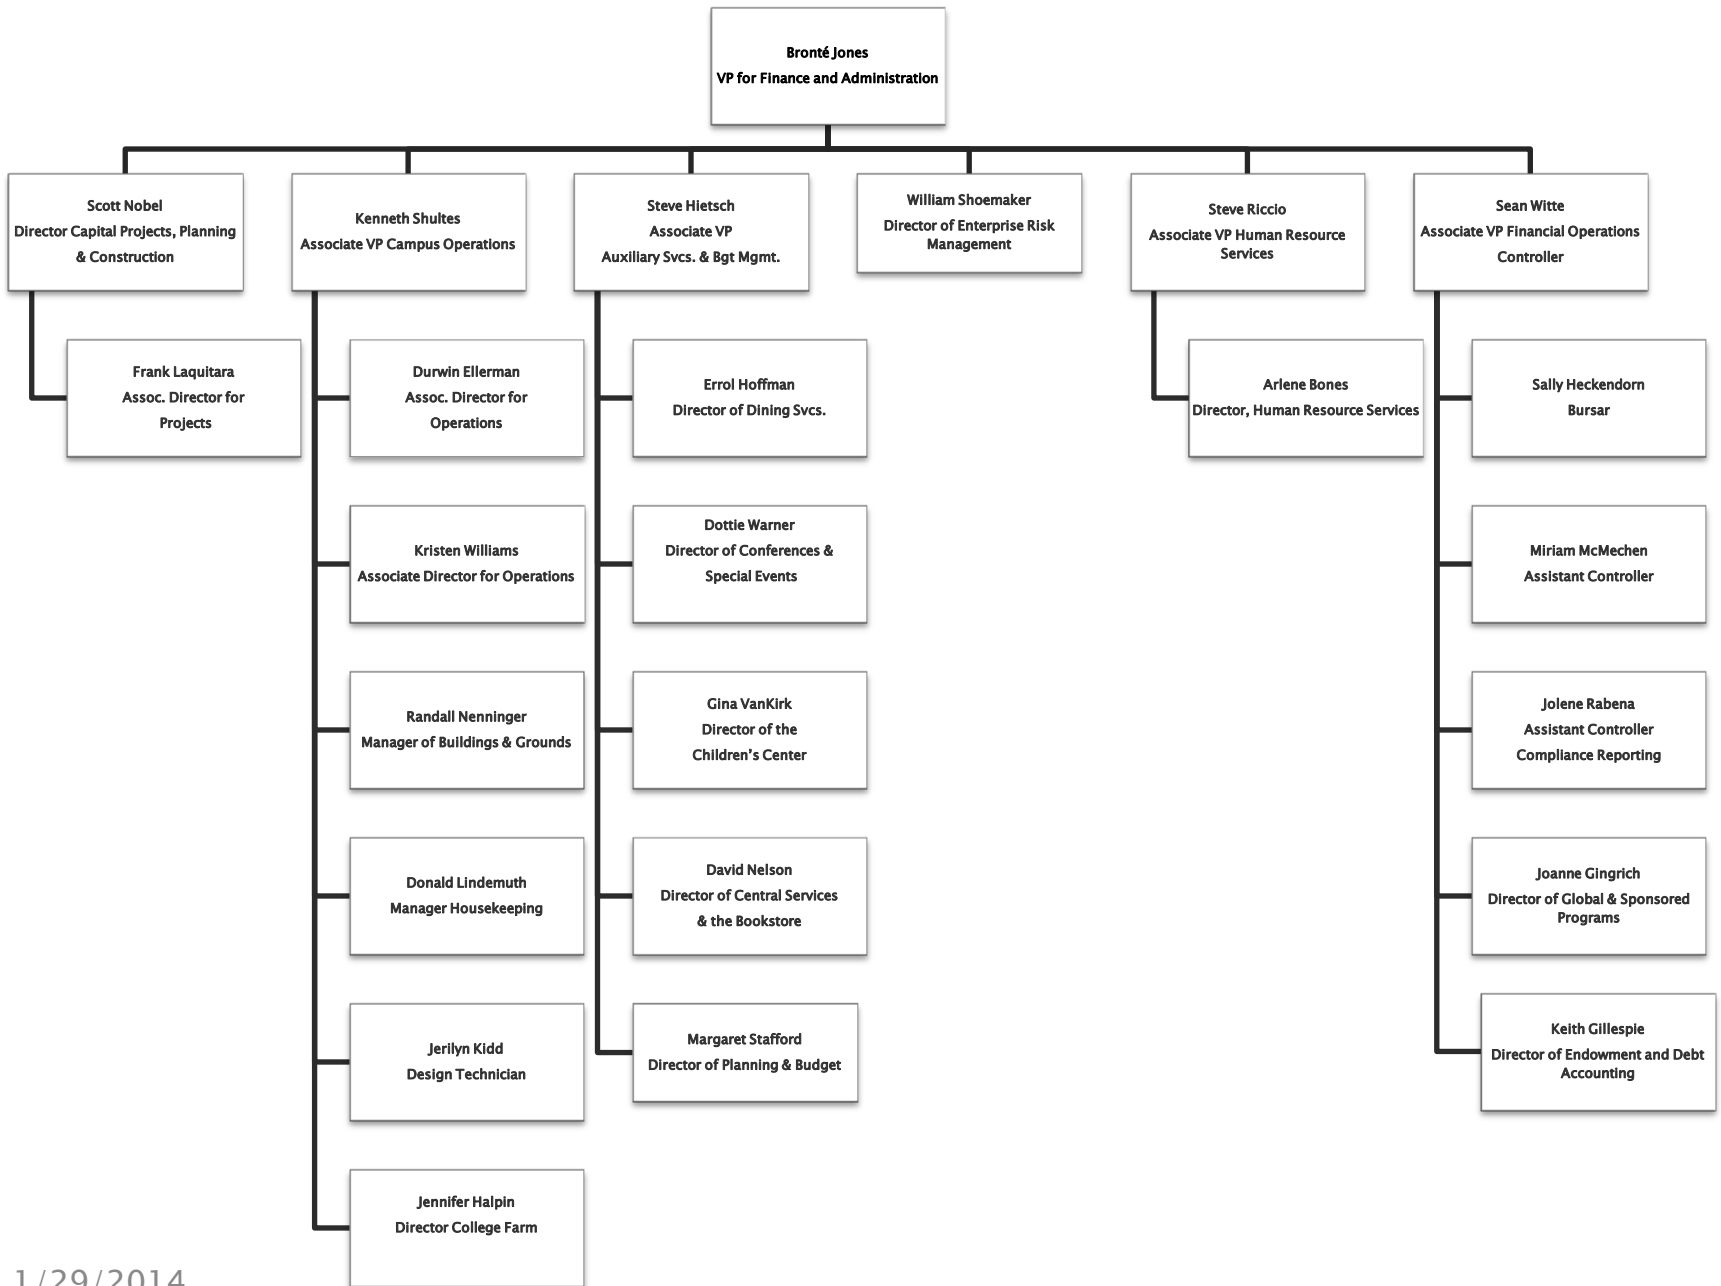 Bronté Jones
VP for Finance and Administration
Scott Nobel
Director Capital Projects, Planning
& Construction
Kenneth Shultes
Associate VP Campus Operations
Steve Hietsch
Associate VP
Auxiliary Svcs. & Bgt Mgmt.
William Shoemaker
Director of Enterprise Risk
Management
Steve Riccio
Associate VP Human Resource
Services
Sean Witte
Associate VP Financial Operations
Controller
Frank Laquitara
Assoc. Director for
Projects
Durwin Ellerman
Assoc. Director for
Operations
Errol Hoffman
Director of Dining Svcs.
Arlene Bones
Director, Human Resource Services
Sally Heckendorn
Bursar
Kristen Williams
Associate Director for Operations
Dottie Warner
Director of Conferences &
Special Events
Miriam McMechen
Assistant Controller
Randall Nenninger
Manager of Buildings & Grounds
Gina VanKirk
Director of the
Children's Center
Jolene Rabena
Assistant Controller
Compliance Reporting
Donald Lindemuth
Manager Housekeeping
David Nelson
Director of Central Services
& the Bookstore
Joanne Gingrich
Director of Global & Sponsored
Programs
Jerilyn Kidd
Design Technician
Margaret Stafford
Director of Planning & Budget
Keith Gillespie
Director of Endowment and Debt
Accounting
Jennifer Halpin
Director College Farm
1/29/2014